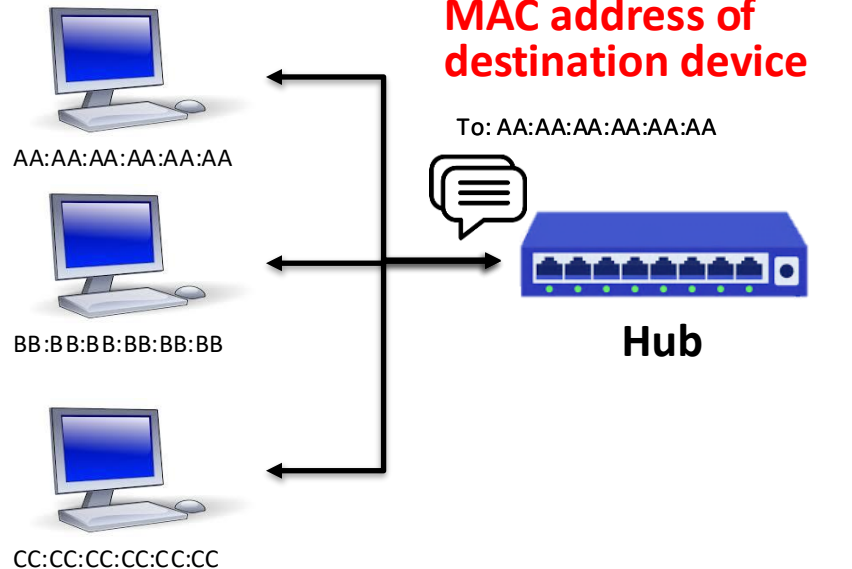 MAC address of
destination device
To: AA:AA:AA:AA:AA:AA
AA:AA:AA:AA:AA:AA
BB:BB:BB:BB:BB:BB
Hub
CC:CC:CC:CC:CC:CC